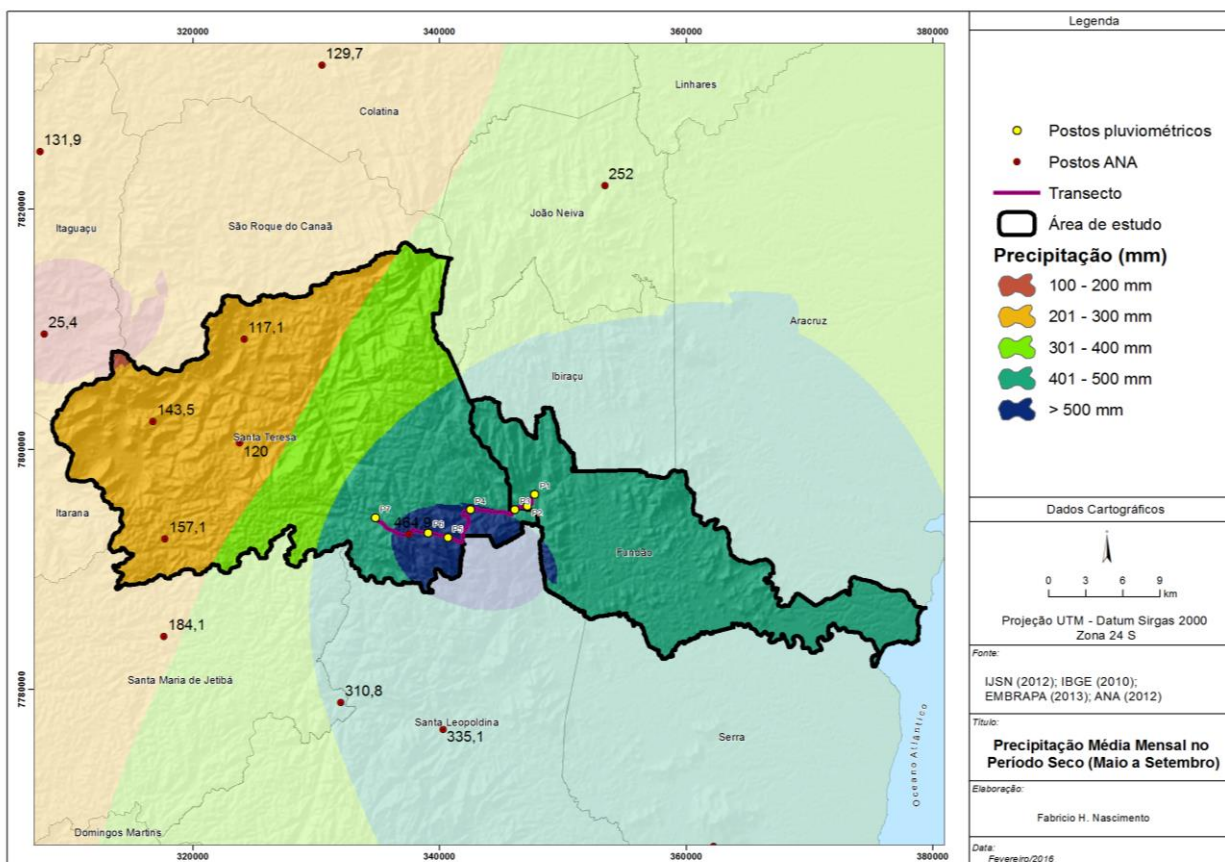 320000 340000 360000 380000
129,7
Colatina
Linhares
131,9
252
7820000
Itaguaçu
São Roque do Canaã
João Neiva
25,4
117,1
Aracruz
Ibiraçu
143,5
Santa Teresa
120
7800000
Itarana
P1
P2
P3
P4
P5
P6
P7
464,9
157,1
Fundão
184,1
Santa Maria de Jetibá
310,8
7780000
Santa Leopoldina
335,1
Serra
Oceano Atlântico
Domingos Martins
320000 340000 360000 380000
Legenda
Postos pluviométricos
Postos ANA
Transecto
Área de estudo
Precipitação (mm)
100 - 200 mm
201 - 300 mm
301 - 400 mm
401 - 500 mm
> 500 mm
Dados Cartográficos
0 3 6 9
km
Projeção UTM - Datum Sirgas 2000
Zona 24 S
Fonte:
IJSN (2012); IBGE (2010);
EMBRAPA (2013); ANA (2012)
Título:
Precipitação Média Mensal no
Período Seco (Maio a Setembro)
Elaboração:
Fabricio H. Nascimento
Data:
Fevereiro/2016